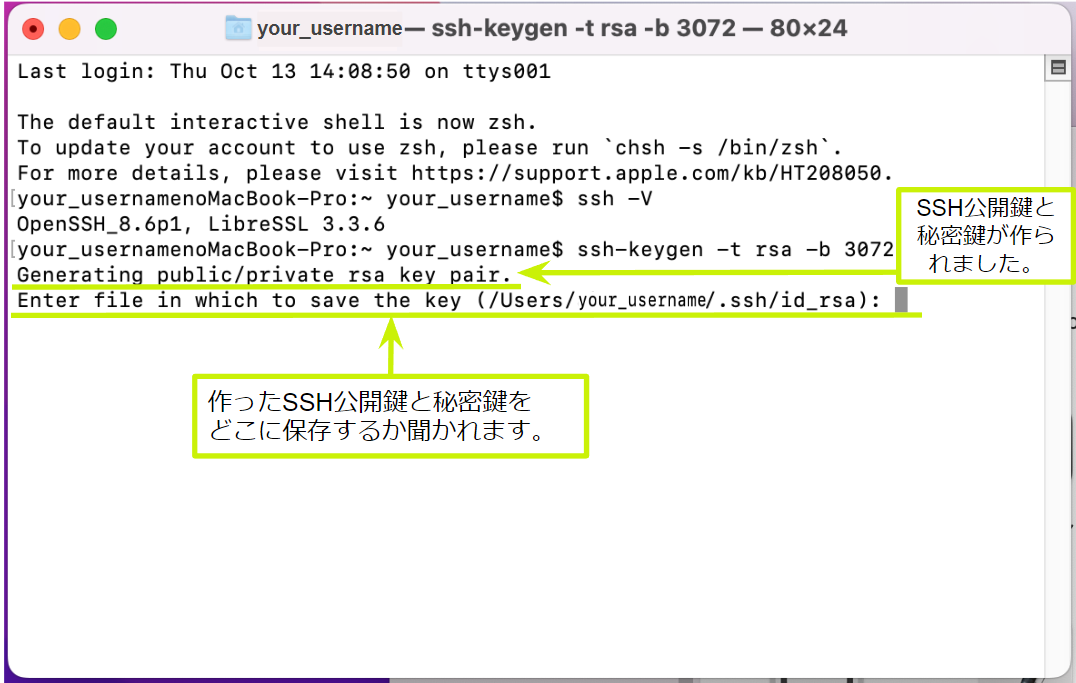 your_username— ssh-keygen -t rsa -b 3072 — 80×24
Last login: Thu Oct 13 14:08:50 on ttys001
The default interactive shell is now zsh.
To update your account to use zsh, please run `chsh -s /bin/zsh`.
For more details, please visit https://support.apple.com/kb/HT208050.
[your_usernamenoMacBook-Pro:~ your_username$ ssh -V
OpenSSH_8.6p1, LibreSSL 3.3.6
[your_usernamenoMacBook-Pro:~ your_username$ ssh-keygen -t rsa -b 3072
Generating public/private rsa key pair.
Enter file in which to save the key (/Users/your_username/.ssh/id_rsa):
SSH公開鍵と
秘密鍵が作ら
れました。
作ったSSH公開鍵と秘密鍵を
どこに保存するか聞かれます。